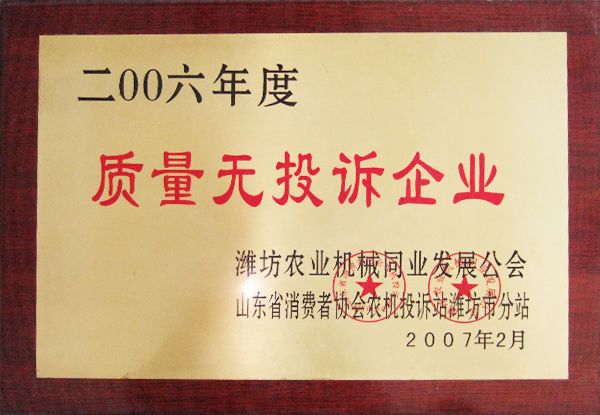 二00六年度
质量无投诉企业
潍坊农业机械同业发展公会
山东省消费者协会农机投诉站潍坊市分站
2007年2月